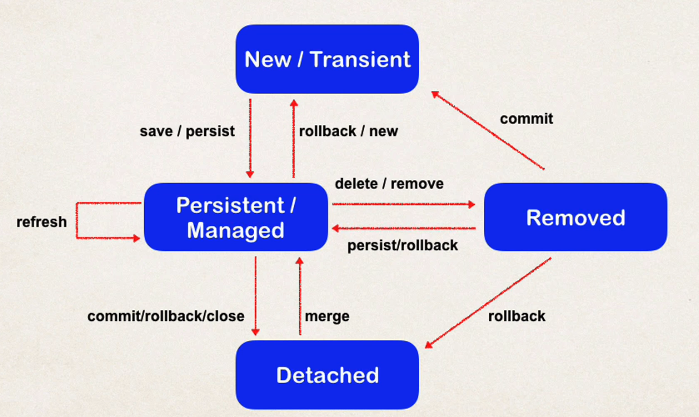 New / Transient
commit
save / persist
rollback / new
delete / remove
Persistent /
Managed
Removed
refresh
persist/rollback
commit/rollback/close
merge
rollback
Detached